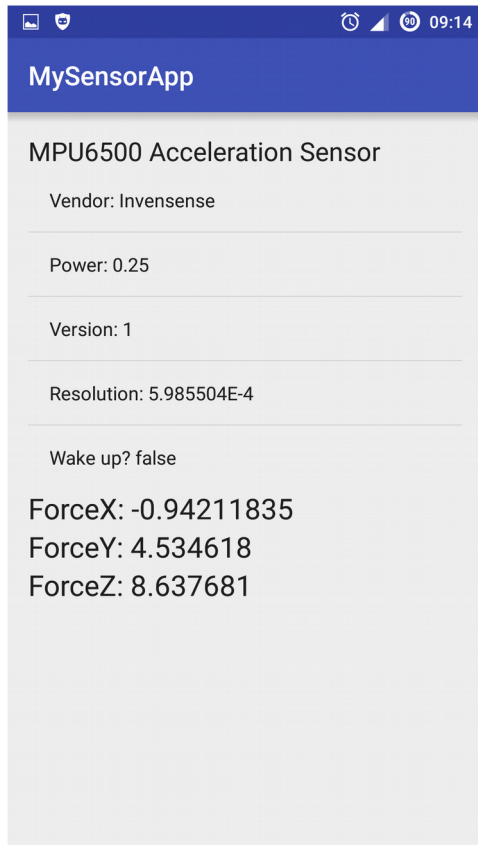 90 09:14
MySensorApp
MPU6500 Acceleration Sensor
Vendor: Invensense
Power: 0.25
Version: 1
Resolution: 5.985504E-4
Wake up? false
ForceX: -0.94211835
ForceY: 4.534618
ForceZ: 8.637681